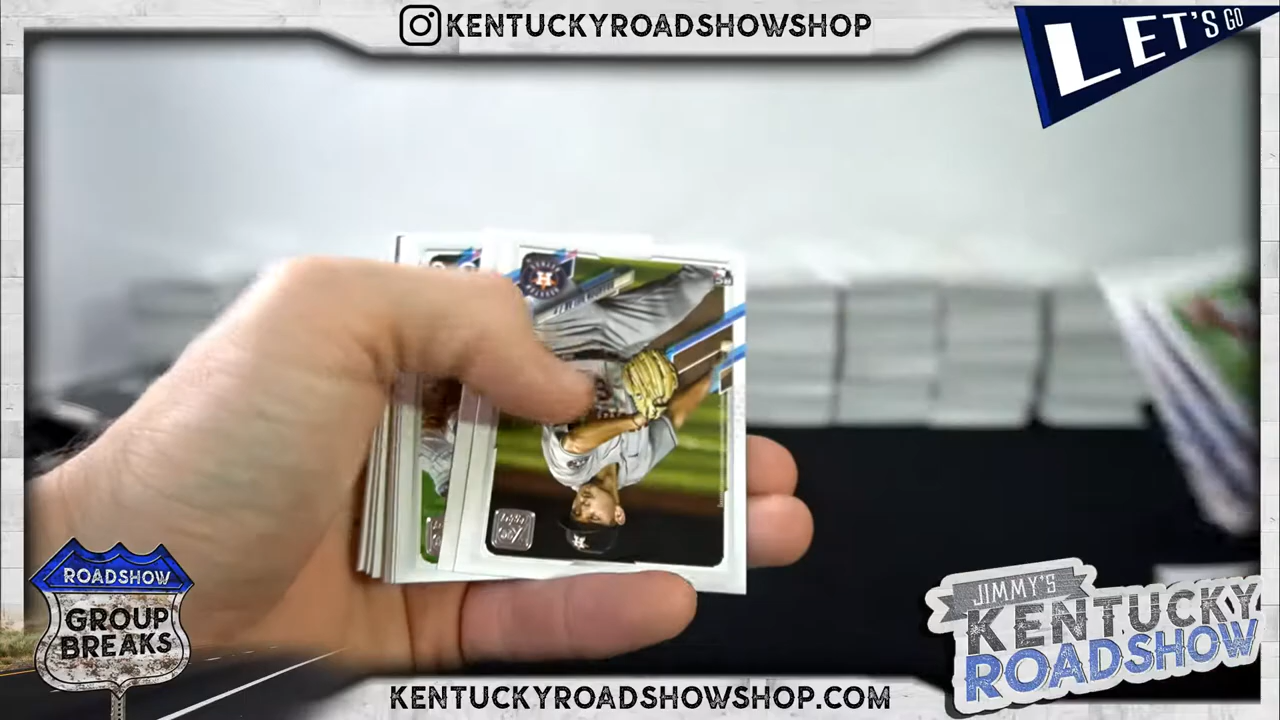 KENTUCKYROADSHOWSHOP
LET'S GO
ROADSHOW
GROUP
BREAKS
JIMMY'S
KENTUCKY
ROADSHOW
KENTUCKYROADSHOWSHOP.COM